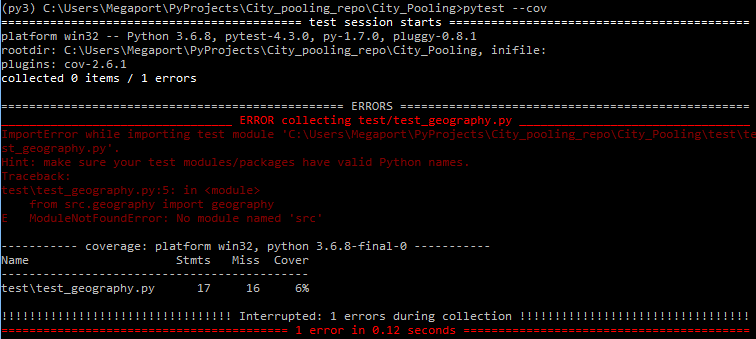 (py3) C:\Users\Megaport\PyProjects\City_pooling_repo\City_Pooling>pytest --cov
============================================= test session starts ==============================================
platform win32 -- Python 3.6.8, pytest-4.3.0, py-1.7.0, pluggy-0.8.1
rootdir: C:\Users\Megaport\PyProjects\City_pooling_repo\City_Pooling, inifile:
plugins: cov-2.6.1
collected 0 items / 1 errors
==================================================== ERRORS ====================================================
___________________________________ ERROR collecting test/test_geography.py ___________________________________
ImportError while importing test module 'C:\Users\Megaport\PyProjects\City_pooling_repo\City_Pooling\test\te
st_geography.py'.
Hint: make sure your test modules/packages have valid Python names.
Traceback:
test\test_geography.py:5: in <module>
    from src.geography import geography
E   ModuleNotFoundError: No module named 'src'
----------- coverage: platform win32, python 3.6.8-final-0 -----------
Name                     Stmts   Miss  Cover
--------------------------------------------
test\test_geography.py      17     16     6%
!!!!!!!!!!!!!!!!!!!!!!!!!!!!!!!!!! Interrupted: 1 errors during collection !!!!!!!!!!!!!!!!!!!!!!!!!!!!!!!!!!
=========================================== 1 error in 0.12 seconds ===========================================